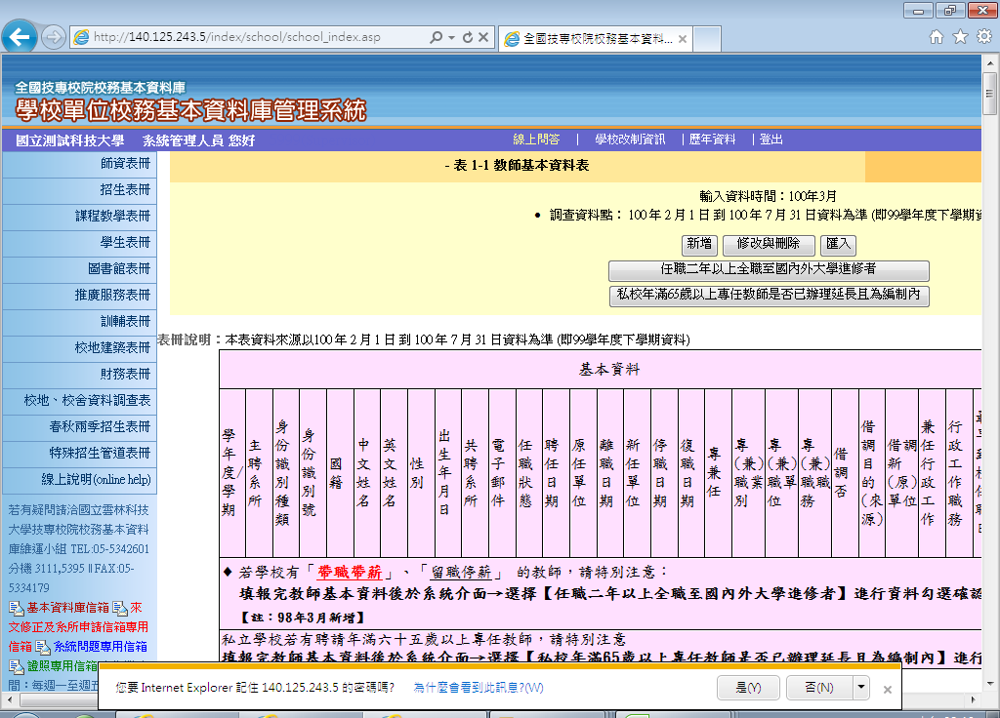 http://140.125.243.5/index/school/school_index.asp
全國技專校院校務基本資料...
全國技專校院校務基本資料庫
學校單位校務基本資料庫管理系統
國立測試科技大學 系統管理人員 您好
線上問答 | 學校改制資訊 | 歷年資料 | 登出
師資表冊
招生表冊
課程教學表冊
學生表冊
圖書館表冊
推廣服務表冊
訓輔表冊
校地建築表冊
財務表冊
校地、校舍資料調查表
春秋兩季招生表冊
特殊招生管道表冊
線上說明(online help)
若有疑問請洽國立雲林科技
大學技專校院校務基本資料
庫維運小組 TEL:05-5342601
分機 3111,5395 ll FAX:05-
5334179
基本資料庫信箱 來
文修正及系所申請信箱專用
信箱 系統問題專用信箱
證照專用信箱
間：每週一至週五
- 表 1-1 教師基本資料表
輸入資料時間：100年3月
• 調查資料點： 100 年 2 月 1 日 到 100 年 7 月 31 日資料為準 (即99學年度下學期資
新增 修改與刪除 匯入
任職二年以上全職至國內外大學進修者
私校年滿65歲以上專任教師是否已辦理延長且為編制內
表冊說明：本表資料來源以100 年 2 月 1 日 到 100 年 7 月 31 日資料為準 (即99學年度下學期資料)
基本資料
學年度/學期
主聘系所
身份識別種類
身份識別號
國籍
中文姓名
英文姓名
性別
出生年月日
共聘系所
電子郵件
任職狀態
聘任日期
原任單位
離職日期
新任單位
停職日期
復職日期
專兼任
專(兼)職業別
專(兼)職單位
專(兼)職職務
借調否
借調目的(來源)
借調新(原)單位
兼任行政工作
行政工作職務
◆ 若學校有「帶職帶薪」、「留職停薪」 的教師，請特別注意：
填報完教師基本資料後於系統介面→選擇【任職二年以上全職至國內外大學進修者】進行資料勾選確認
【註：98年3月新增】
私立學校若有聘請年滿六十五歲以上專任教師，請特別注意
填報完教師基本資料後於系統介面→選擇【私校年滿65歲以上專任教師是否已辦理延長且為編制內】進行
您要 Internet Explorer 記住 140.125.243.5 的密碼嗎? 為什麼會看到此訊息?(W) 是(Y) 否(N)